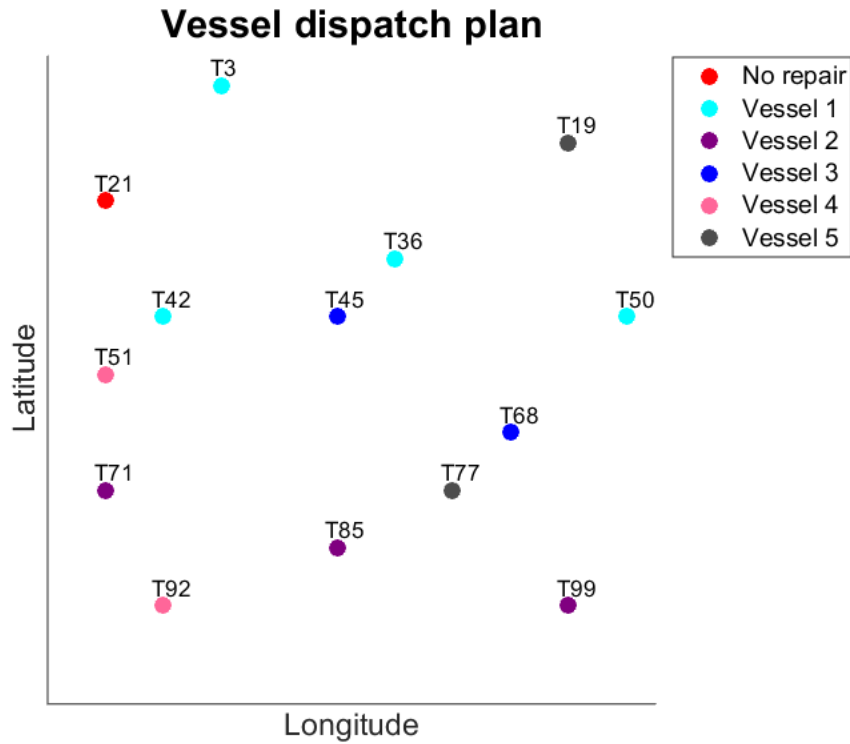 Vessel dispatch plan
T3
T19
T21
T36
T42
T45
T50
T51
T68
T71
T77
T85
T92
T99
Latitude
Longitude
No repair
Vessel 1
Vessel 2
Vessel 3
Vessel 4
Vessel 5